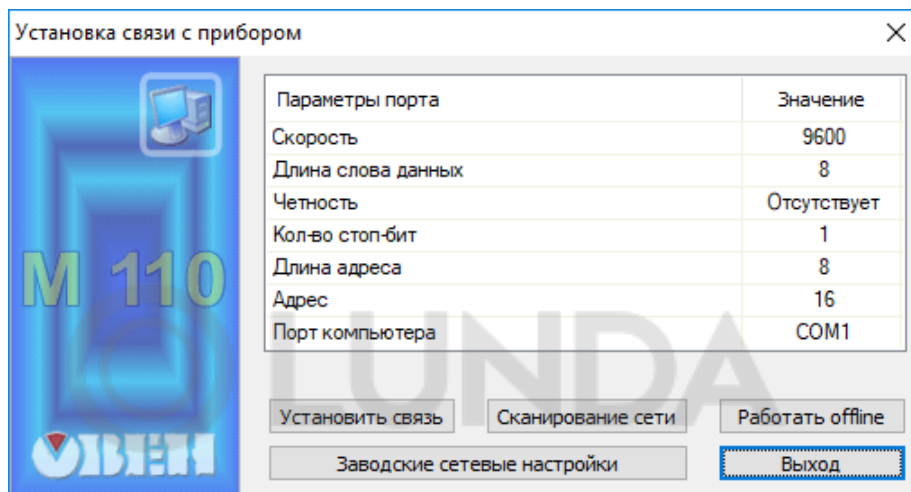 Установка связи с прибором
М 110
ОВЕН
Параметры порта Значение
Скорость 9600
Длина слова данных 8
Четность Отсутствует
Кол-во стоп-бит 1
Длина адреса 8
Адрес 16
Порт компьютера COM1
LUNDA
Установить связь Сканирование сети Работать offline
Заводские сетевые настройки Выход